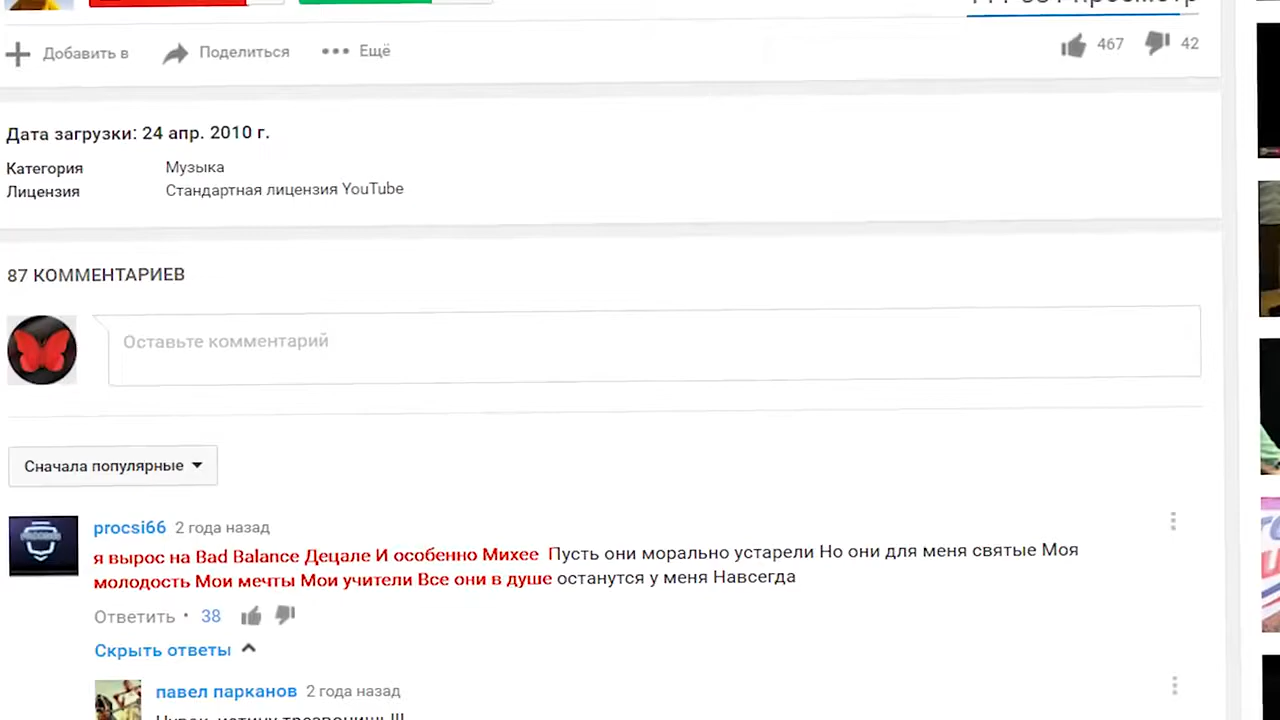 Добавить в Поделиться Ещё
467 42
Дата загрузки: 24 апр. 2010 г.
Категория Музыка
Лицензия Стандартная лицензия YouTube
87 КОММЕНТАРИЕВ
Оставьте комментарий
Сначала популярные
procsi66 2 года назад
я вырос на Bad Balance Децале И особенно Михее Пусть они морально устарели Но они для меня святые Моя
молодость Мои мечты Мои учители Все они в душе останутся у меня Навсегда
Ответить • 38
Скрыть ответы
павел парканов 2 года назад